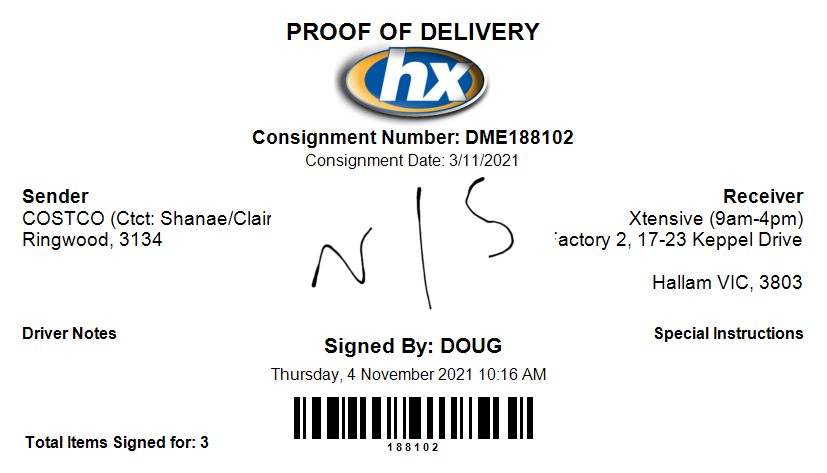 PROOF OF DELIVERY
hx
Consignment Number: DME188102
Consignment Date: 3/11/2021
Sender
COSTCO (Ctct: Shanae/Clair
Ringwood, 3134
N/S
Receiver
Xtensive (9am-4pm)
Factory 2, 17-23 Keppel Drive
Hallam VIC, 3803
Driver Notes
Special Instructions
Signed By: DOUG
Thursday, 4 November 2021 10:16 AM
188102
Total Items Signed for: 3